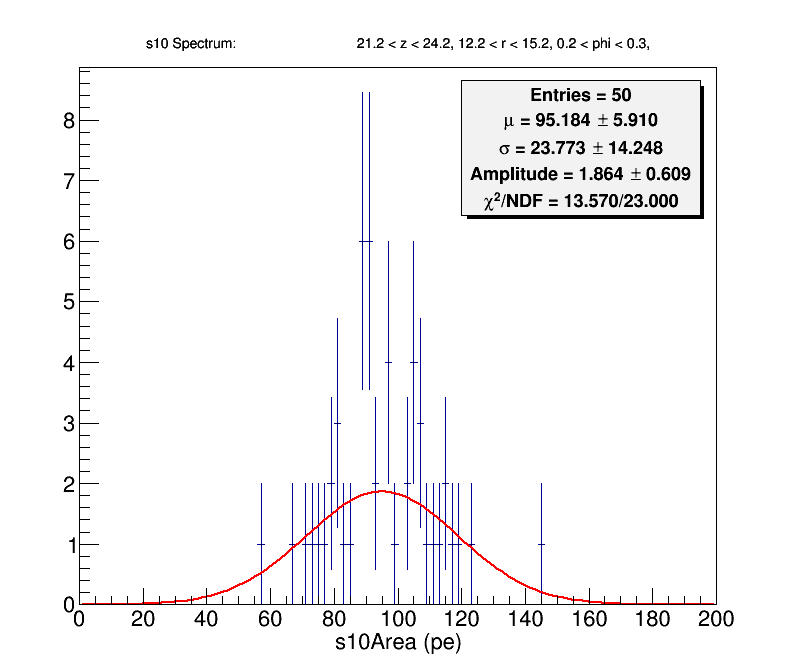 s10 Spectrum: 21.2 < z < 24.2, 12.2 < r < 15.2, 0.2 < phi < 0.3,
Entries = 50
μ = 95.184 ± 5.910
σ = 23.773 ± 14.248
Amplitude = 1.864 ± 0.609
χ²/NDF = 13.570/23.000
8
7
6
5
4
3
2
1
0
0 20 40 60 80 100 120 140 160 180 200
s10Area (pe)